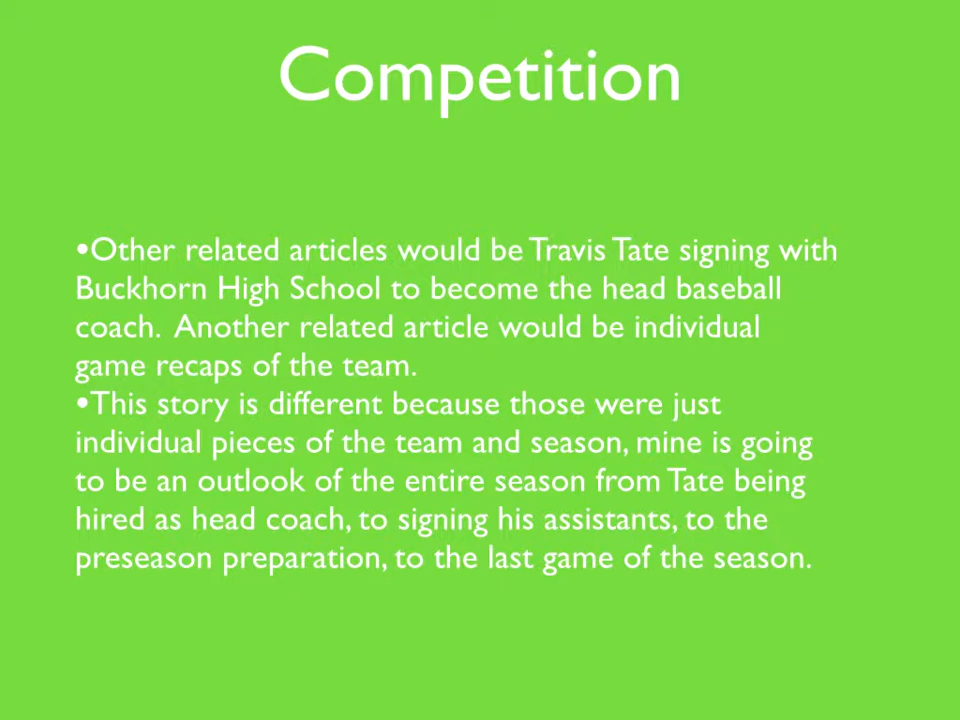 Competition
•Other related articles would be Travis Tate signing with
Buckhorn High School to become the head baseball
coach.  Another related article would be individual
game recaps of the team.
•This story is different because those were just
individual pieces of the team and season, mine is going
to be an outlook of the entire season from Tate being
hired as head coach, to signing his assistants, to the
preseason preparation, to the last game of the season.